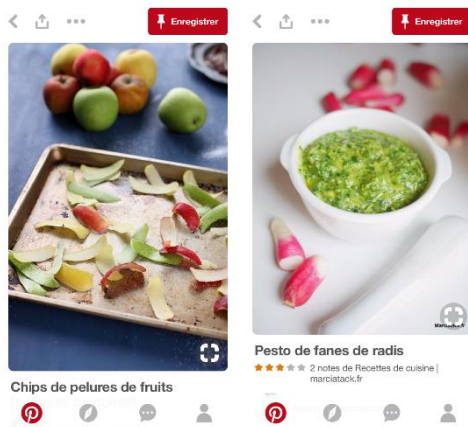 Enregistrer
Chips de pelures de fruits
Enregistrer
Pesto de fanes de radis
2 notes de Recettes de cuisine |
marciatack.fr